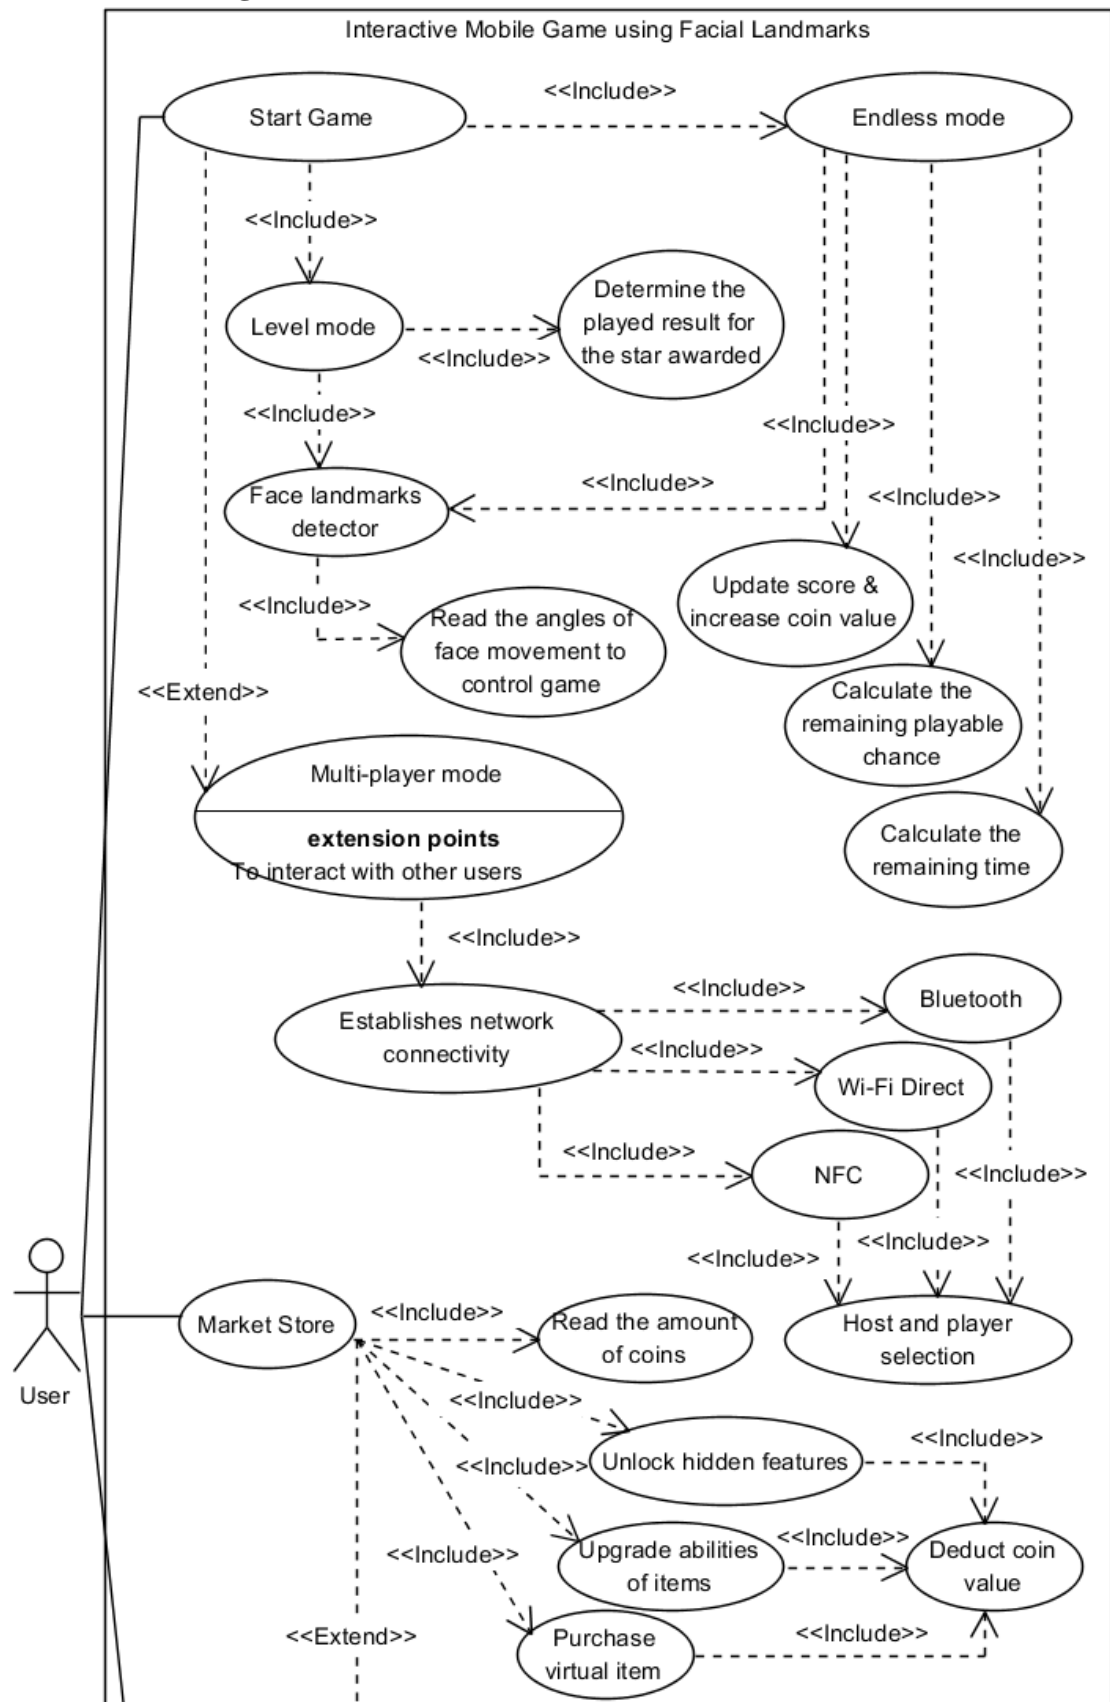 Interactive Mobile Game using Facial Landmarks
<<Include>>
Start Game
Endless mode
<<Include>>
Determine the
played result for
the star awarded
Level mode
<<Include>>
<<Include>>
<<Include>>
<<Include>>
Face landmarks
detector
<<Include>>
<<Include>>
Update score &
increase coin value
<<Include>>
Read the angles of
face movement to
control game
<<Extend>>
Calculate the
remaining playable
chance
Multi-player mode
extension points
To interact with other users
Calculate the
remaining time
<<Include>>
<<Include>>
Bluetooth
Establishes network
connectivity
<<Include>>
Wi-Fi Direct
<<Include>>
NFC
<<Include>>
<<Include>>
<<Include>>
Market Store
<<Include>>
Read the amount
of coins
Host and player
selection
User
<<Include>>
<<Include>>
Unlock hidden features
<<Include>>
<<Include>>
Upgrade abilities
of items
<<Include>>
Deduct coin
value
<<Extend>>
Purchase
virtual item
<<Include>>